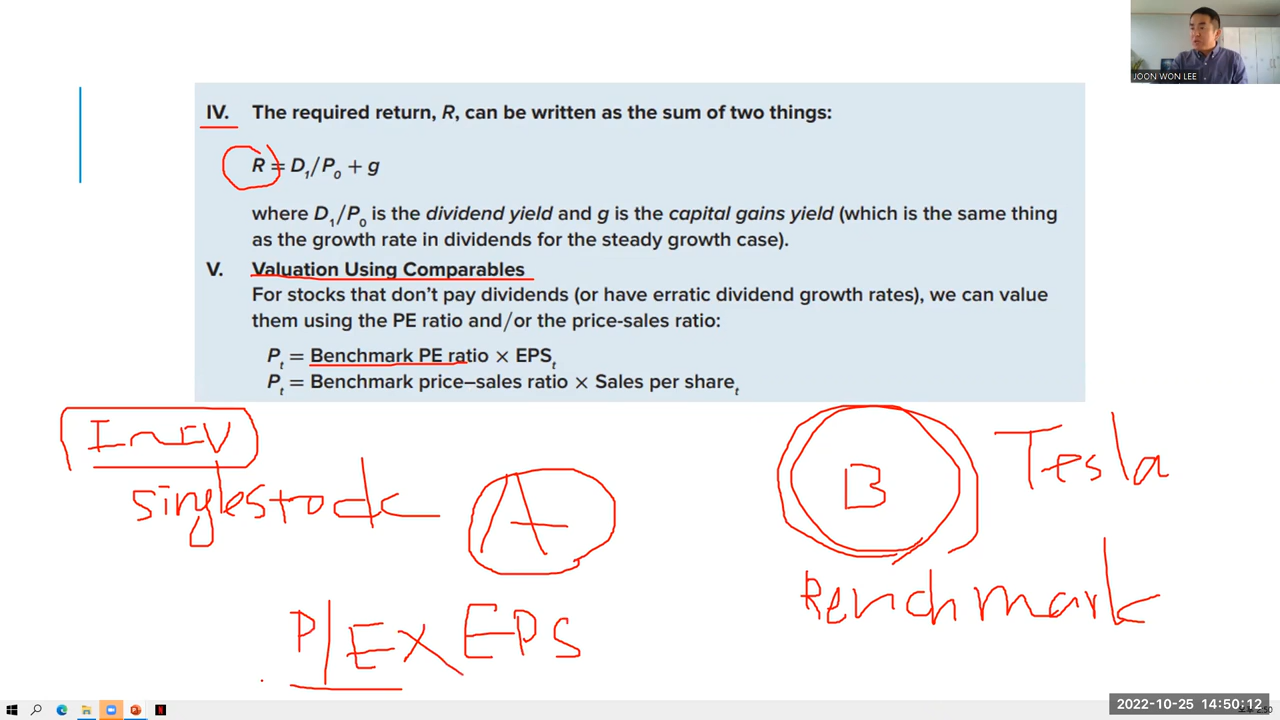 JOON WON LEE
IV. The required return, R, can be written as the sum of two things:
R = D₁/P₀ + g
where D₁/P₀ is the dividend yield and g is the capital gains yield (which is the same thing
as the growth rate in dividends for the steady growth case).
V. Valuation Using Comparables
For stocks that don't pay dividends (or have erratic dividend growth rates), we can value
them using the PE ratio and/or the price-sales ratio:
Pₜ = Benchmark PE ratio × EPSₜ
Pₜ = Benchmark price–sales ratio × Sales per shareₜ
I~IV
single stock
A
B
Tesla
Benchmark
P/E × EPS
2022-10-25 14:50:12